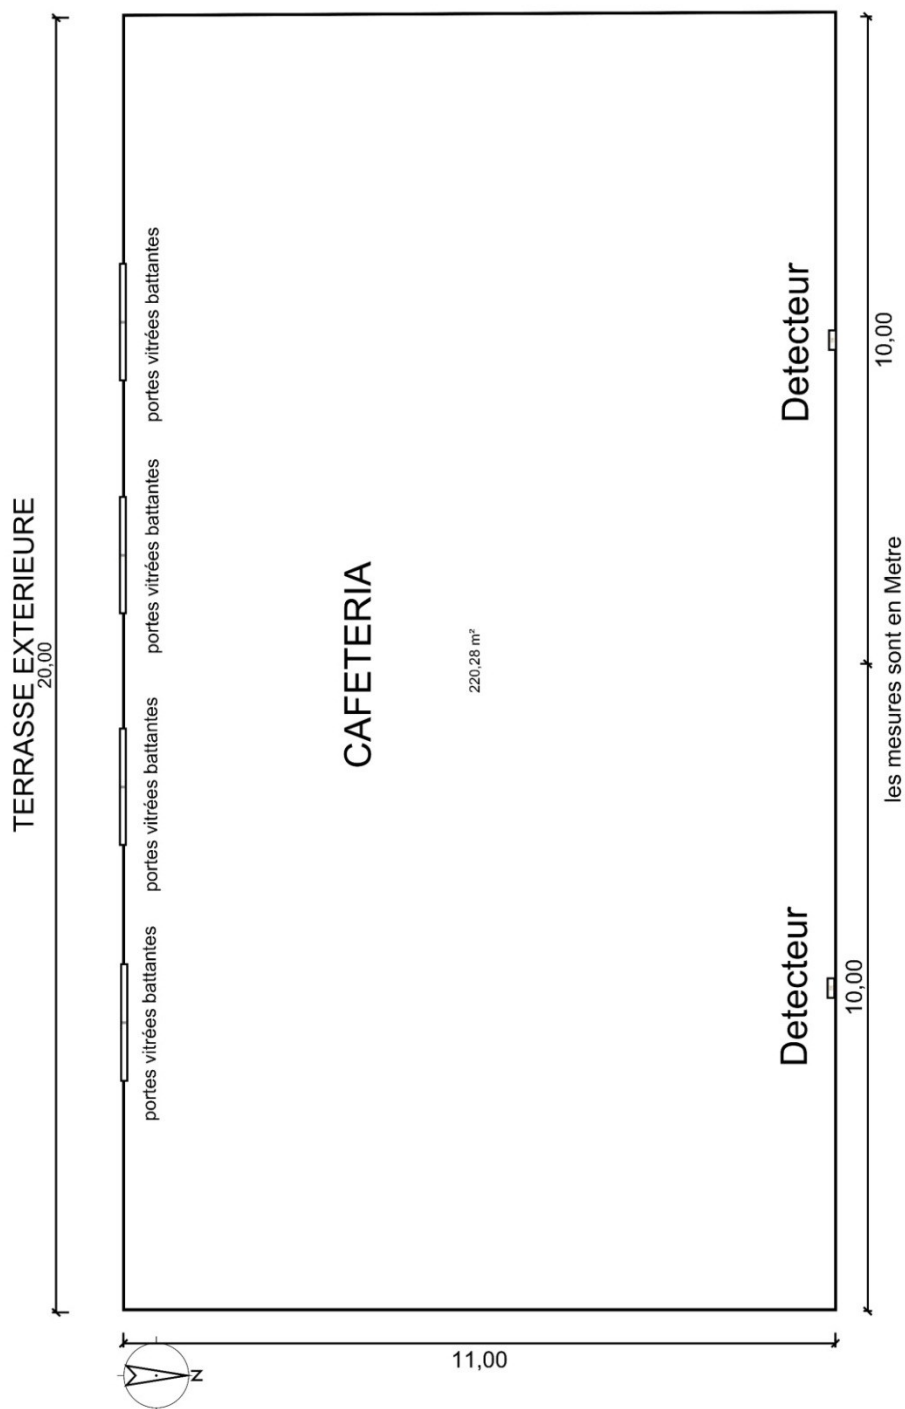 TERRASSE EXTERIEURE
20,00
portes vitrées battantes
portes vitrées battantes
portes vitrées battantes
portes vitrées battantes
CAFETERIA
220,28 m²
Detecteur
Detecteur
10,00
10,00
les mesures sont en Metre
11,00
N